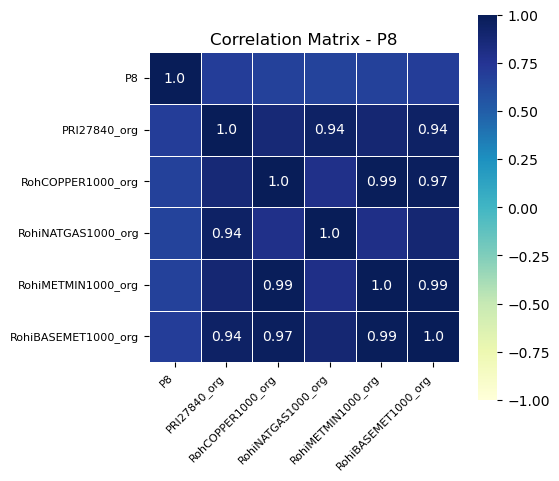 Correlation Matrix - P8
P8
PRI27840_org
RohCOPPER1000_org
RohiNATGAS1000_org
RohiMETMIN1000_org
RohiBASEMET1000_org
1.0
1.0 0.94 0.94
1.0 0.99 0.97
0.94 1.0
0.99 1.0 0.99
0.94 0.97 0.99 1.0
P8
PRI27840_org
RohCOPPER1000_org
RohiNATGAS1000_org
RohiMETMIN1000_org
RohiBASEMET1000_org
1.00
0.75
0.50
0.25
0.00
−0.25
−0.50
−0.75
−1.00